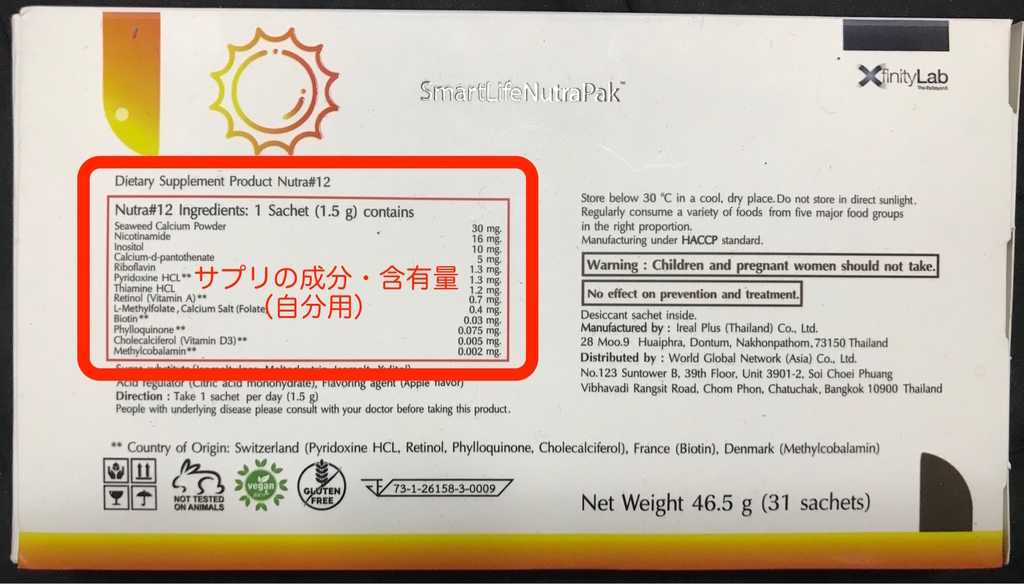 SmartLifeNutraPak™
XfinityLab
The life beyond
Dietary Supplement Product Nutra#12
Nutra#12 Ingredients: 1 Sachet (1.5 g) contains
Seaweed Calcium Powder 30 mg.
Nicotinamide 16 mg.
Inositol 10 mg.
Calcium-d-pantothenate 5 mg.
Riboflavin 1.3 mg.
Pyridoxine HCL** 1.3 mg.
Thiamine HCL 1.2 mg.
Retinol (Vitamin A)** 0.7 mg.
L-Methylfolate, Calcium Salt (Folate 0.4 mg.
Biotin** 0.03 mg.
Phylloquinone** 0.075 mg.
Cholecalciferol (Vitamin D3)** 0.005 mg.
Methylcobalamin** 0.002 mg.
サプリの成分・含有量
(自分用)
Acid regulator (Citric acid monohydrate), Flavoring agent (Apple flavor)
Direction : Take 1 sachet per day (1.5 g)
People with underlying disease please consult with your doctor before taking this product.
Store below 30 °C in a cool, dry place. Do not store in direct sunlight.
Regularly consume a variety of foods from five major food groups
in the right proportion.
Manufacturing under HACCP standard.
Warning : Children and pregnant women should not take.
No effect on prevention and treatment.
Desiccant sachet inside.
Manufactured by : Ireal Plus (Thailand) Co., Ltd.
28 Moo.9 Huaiphra, Dontum, Nakhonpathom, 73150 Thailand
Distributed by : World Global Network (Asia) Co., Ltd.
No.123 Suntower B, 39th Floor, Unit 3901-2, Soi Choei Phuang
Vibhavadi Rangsit Road, Chom Phon, Chatuchak, Bangkok 10900 Thailand
** Country of Origin: Switzerland (Pyridoxine HCL, Retinol, Phylloquinone, Cholecalciferol), France (Biotin), Denmark (Methylcobalamin)
NOT TESTED
ON ANIMALS
vegan
GLUTEN
FREE
73-1-26158-3-0009
Net Weight 46.5 g (31 sachets)